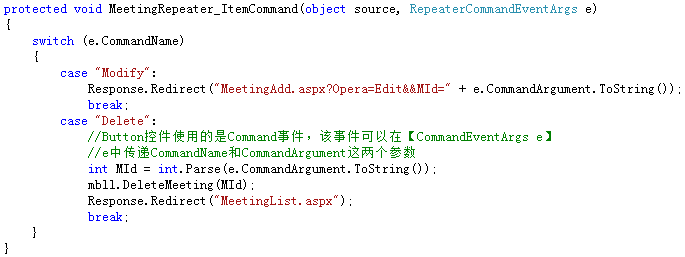 protected void MeetingRepeater_ItemCommand(object source, RepeaterCommandEventArgs e)
{
    switch (e.CommandName)
    {
        case "Modify":
            Response.Redirect("MeetingAdd.aspx?Opera=Edit&&MId=" + e.CommandArgument.ToString());
            break;
        case "Delete":
            //Button控件使用的是Command事件，该事件可以在【CommandEventArgs e】
            //e中传递CommandName和CommandArgument这两个参数
            int MId = int.Parse(e.CommandArgument.ToString());
            mbll.DeleteMeeting(MId);
            Response.Redirect("MeetingList.aspx");
            break;
    }
}